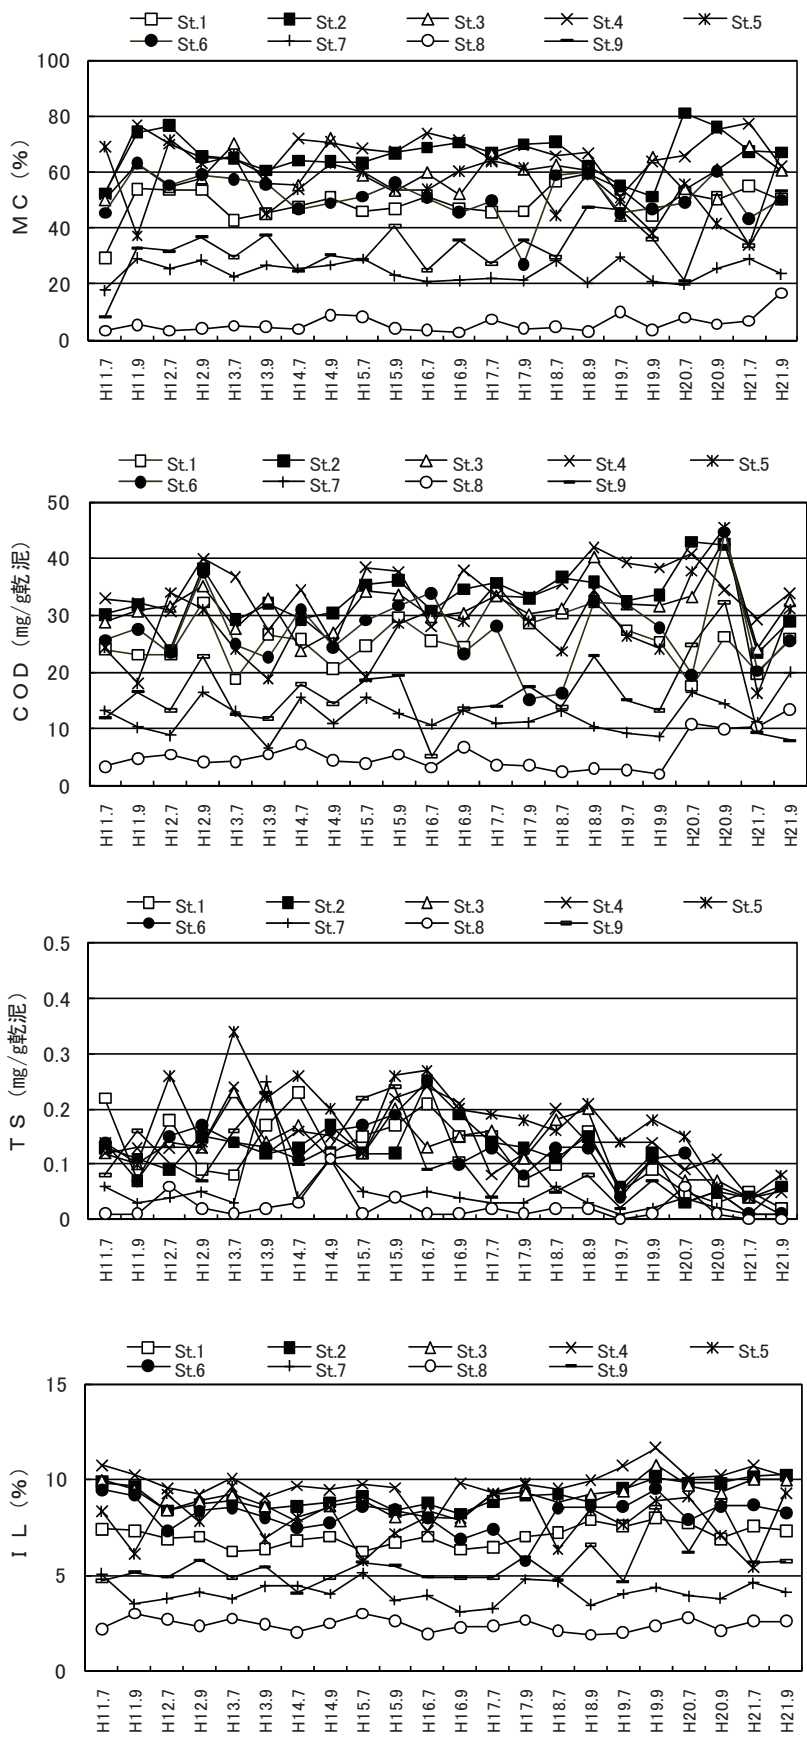 St.1 St.2 St.3 St.4 St.5
St.6 St.7 St.8 St.9
MC (%)
100
80
60
40
20
0
H11.7 H11.9 H12.7 H12.9 H13.7 H13.9 H14.7 H14.9 H15.7 H15.9 H16.7 H16.9 H17.7 H17.9 H18.7 H18.9 H19.7 H19.9 H20.7 H20.9 H21.7 H21.9
St.1 St.2 St.3 St.4 St.5
St.6 St.7 St.8 St.9
COD (mg/g乾泥)
50
40
30
20
10
0
H11.7 H11.9 H12.7 H12.9 H13.7 H13.9 H14.7 H14.9 H15.7 H15.9 H16.7 H16.9 H17.7 H17.9 H18.7 H18.9 H19.7 H19.9 H20.7 H20.9 H21.7 H21.9
St.1 St.2 St.3 St.4 St.5
St.6 St.7 St.8 St.9
TS (mg/g乾泥)
0.5
0.4
0.3
0.2
0.1
0
H11.7 H11.9 H12.7 H12.9 H13.7 H13.9 H14.7 H14.9 H15.7 H15.9 H16.7 H16.9 H17.7 H17.9 H18.7 H18.9 H19.7 H19.9 H20.7 H20.9 H21.7 H21.9
St.1 St.2 St.3 St.4 St.5
St.6 St.7 St.8 St.9
IL (%)
15
10
5
0
H11.7 H11.9 H12.7 H12.9 H13.7 H13.9 H14.7 H14.9 H15.7 H15.9 H16.7 H16.9 H17.7 H17.9 H18.7 H18.9 H19.7 H19.9 H20.7 H20.9 H21.7 H21.9